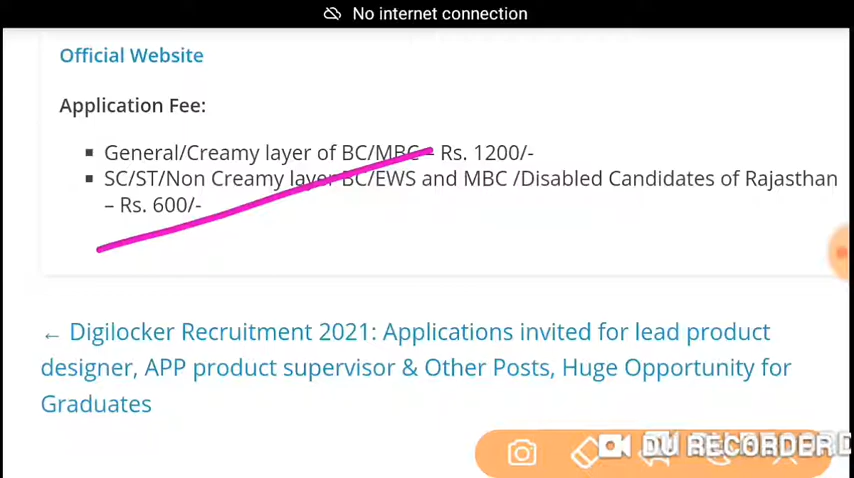 No internet connection
Official Website
Application Fee:
▪ General/Creamy layer of BC/MBC – Rs. 1200/-
▪ SC/ST/Non Creamy layer BC/EWS and MBC /Disabled Candidates of Rajasthan
– Rs. 600/-
← Digilocker Recruitment 2021: Applications invited for lead product
designer, APP product supervisor & Other Posts, Huge Opportunity for
Graduates
DU RECORDER